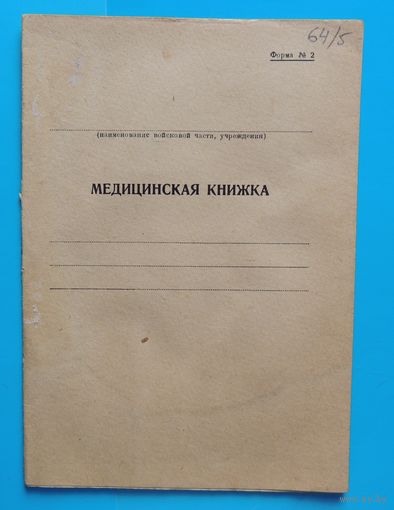 64/5
Форма № 2
(наименование войсковой части, учреждения)
МЕДИЦИНСКАЯ КНИЖКА